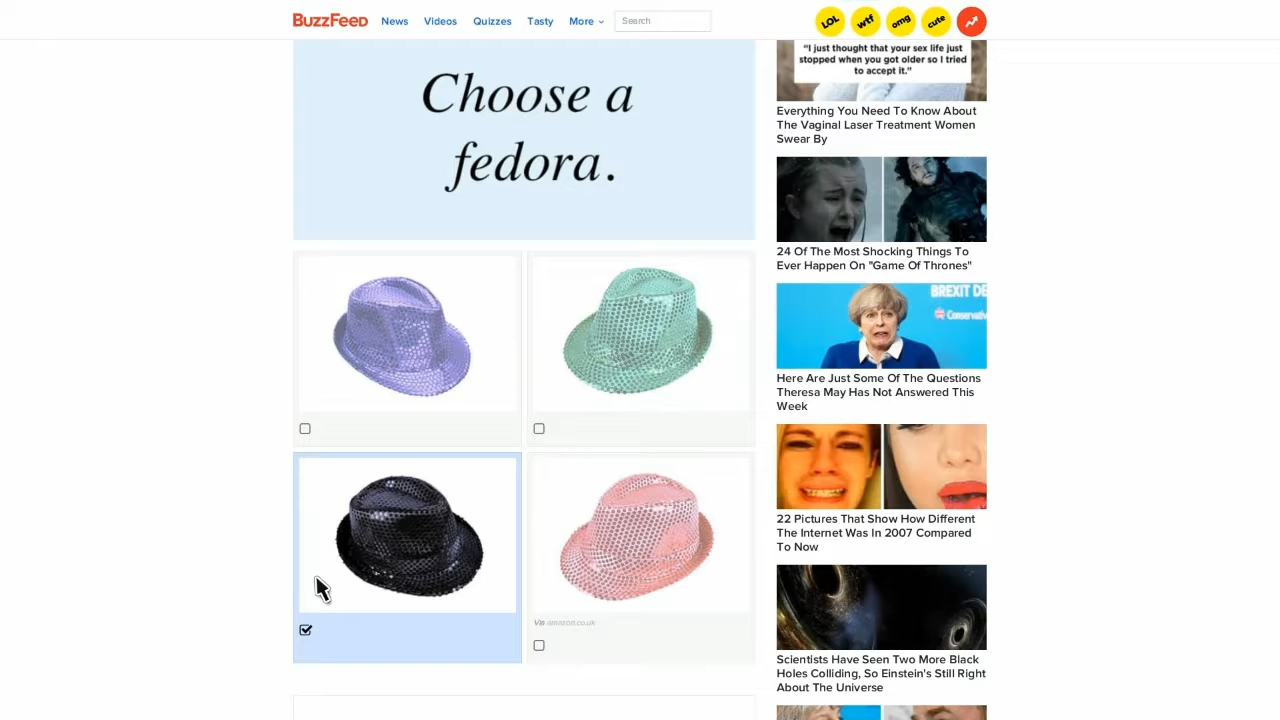 BuzzFeed News Videos Quizzes Tasty More Search LOL wtf omg cute
Choose a
fedora.
Via amazon.co.uk
"I just thought that your sex life just
stopped when you got older so I tried
to accept it."
Everything You Need To Know About
The Vaginal Laser Treatment Women
Swear By
24 Of The Most Shocking Things To
Ever Happen On "Game Of Thrones"
BREXIT DE
Conservativ
Here Are Just Some Of The Questions
Theresa May Has Not Answered This
Week
22 Pictures That Show How Different
The Internet Was In 2007 Compared
To Now
Scientists Have Seen Two More Black
Holes Colliding, So Einstein's Still Right
About The Universe